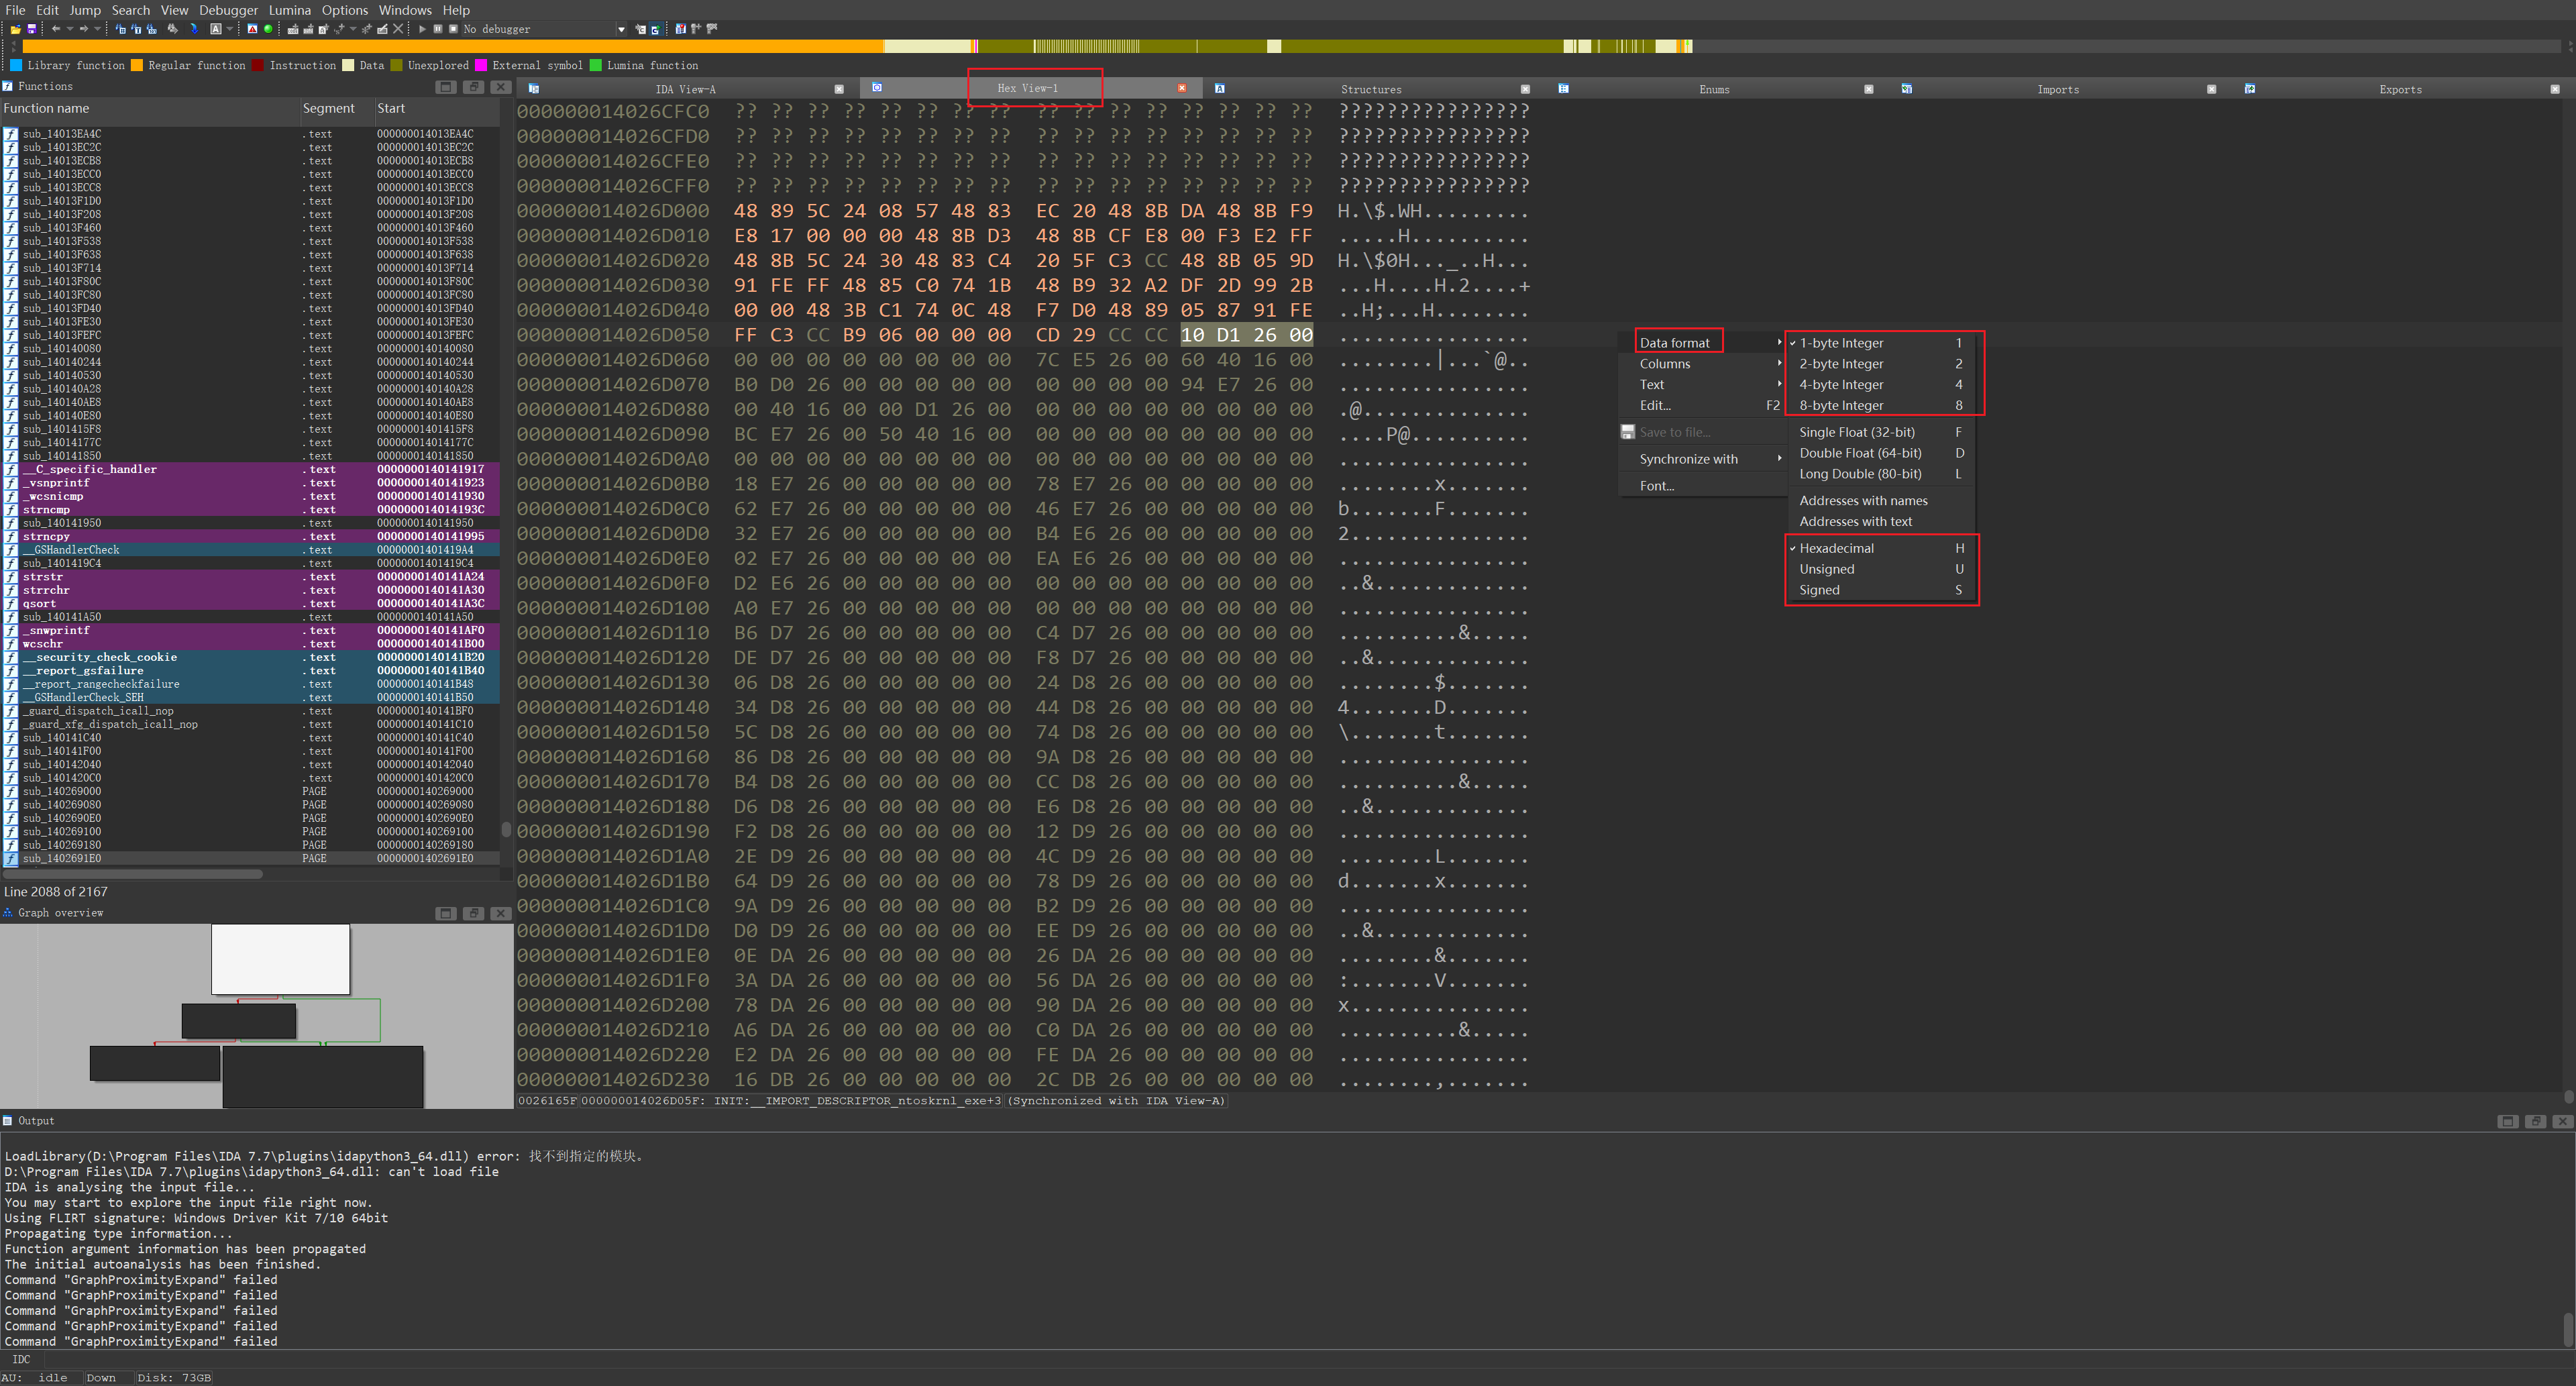 File Edit Jump Search View Debugger Lumina Options Windows Help
No debugger
Library function Regular function Instruction Data Unexplored External symbol Lumina function
Functions
Function name Segment Start
sub_14013EA4C .text 000000014013EA4C
sub_14013EC2C .text 000000014013EC2C
sub_14013ECB8 .text 000000014013ECB8
sub_14013ECC0 .text 000000014013ECC0
sub_14013ECC8 .text 000000014013ECC8
sub_14013F1D0 .text 000000014013F1D0
sub_14013F208 .text 000000014013F208
sub_14013F460 .text 000000014013F460
sub_14013F538 .text 000000014013F538
sub_14013F638 .text 000000014013F638
sub_14013F714 .text 000000014013F714
sub_14013F80C .text 000000014013F80C
sub_14013FC80 .text 000000014013FC80
sub_14013FD40 .text 000000014013FD40
sub_14013FE30 .text 000000014013FE30
sub_14013FEFC .text 000000014013FEFC
sub_140140080 .text 0000000140140080
sub_140140244 .text 0000000140140244
sub_140140530 .text 0000000140140530
sub_140140A28 .text 0000000140140A28
sub_140140AE8 .text 0000000140140AE8
sub_140140E80 .text 0000000140140E80
sub_1401415F8 .text 00000001401415F8
sub_14014177C .text 000000014014177C
sub_140141850 .text 0000000140141850
__C_specific_handler .text 0000000140141917
_vsnprintf .text 0000000140141923
_wcsnicmp .text 0000000140141930
strncmp .text 000000014014193C
sub_140141950 .text 0000000140141950
strncpy .text 0000000140141995
__GSHandlerCheck .text 00000001401419A4
sub_1401419C4 .text 00000001401419C4
strstr .text 0000000140141A24
strrchr .text 0000000140141A30
qsort .text 0000000140141A3C
sub_140141A50 .text 0000000140141A50
_snwprintf .text 0000000140141AF0
wcschr .text 0000000140141B00
__security_check_cookie .text 0000000140141B20
__report_gsfailure .text 0000000140141B40
__report_rangecheckfailure .text 0000000140141B48
__GSHandlerCheck_SEH .text 0000000140141B50
_guard_dispatch_icall_nop .text 0000000140141BF0
_guard_xfg_dispatch_icall_nop .text 0000000140141C10
sub_140141C40 .text 0000000140141C40
sub_140141F00 .text 0000000140141F00
sub_140142040 .text 0000000140142040
sub_1401420C0 .text 00000001401420C0
sub_140269000 PAGE 0000000140269000
sub_140269080 PAGE 0000000140269080
sub_1402690E0 PAGE 00000001402690E0
sub_140269100 PAGE 0000000140269100
sub_140269180 PAGE 0000000140269180
sub_1402691E0 PAGE 00000001402691E0
Line 2088 of 2167
Graph overview
IDA View-A Hex View-1 Structures Enums Imports Exports
000000014026CFC0 ?? ?? ?? ?? ?? ?? ?? ?? ?? ?? ?? ?? ?? ?? ?? ?? ????????????????
000000014026CFD0 ?? ?? ?? ?? ?? ?? ?? ?? ?? ?? ?? ?? ?? ?? ?? ?? ????????????????
000000014026CFE0 ?? ?? ?? ?? ?? ?? ?? ?? ?? ?? ?? ?? ?? ?? ?? ?? ????????????????
000000014026CFF0 ?? ?? ?? ?? ?? ?? ?? ?? ?? ?? ?? ?? ?? ?? ?? ?? ????????????????
000000014026D000 48 89 5C 24 08 57 48 83 EC 20 48 8B DA 48 8B F9 H.\$.WH.........
000000014026D010 E8 17 00 00 00 48 8B D3 48 8B CF E8 00 F3 E2 FF .....H..........
000000014026D020 48 8B 5C 24 30 48 83 C4 20 5F C3 CC 48 8B 05 9D H.\$0H..._..H...
000000014026D030 91 FE FF 48 85 C0 74 1B 48 B9 32 A2 DF 2D 99 2B ...H....H.2....+
000000014026D040 00 00 48 3B C1 74 0C 48 F7 D0 48 89 05 87 91 FE ..H;...H........
000000014026D050 FF C3 CC B9 06 00 00 00 CD 29 CC CC 10 D1 26 00 ................
000000014026D060 00 00 00 00 00 00 00 00 7C E5 26 00 60 40 16 00 ........|...`@..
000000014026D070 B0 D0 26 00 00 00 00 00 00 00 00 00 94 E7 26 00 ................
000000014026D080 00 40 16 00 00 D1 26 00 00 00 00 00 00 00 00 00 .@..............
000000014026D090 BC E7 26 00 50 40 16 00 00 00 00 00 00 00 00 00 ....P@..........
000000014026D0A0 00 00 00 00 00 00 00 00 00 00 00 00 00 00 00 00 ................
000000014026D0B0 18 E7 26 00 00 00 00 00 78 E7 26 00 00 00 00 00 ........x.......
000000014026D0C0 62 E7 26 00 00 00 00 00 46 E7 26 00 00 00 00 00 b.......F.......
000000014026D0D0 32 E7 26 00 00 00 00 00 B4 E6 26 00 00 00 00 00 2...............
000000014026D0E0 02 E7 26 00 00 00 00 00 EA E6 26 00 00 00 00 00 ................
000000014026D0F0 D2 E6 26 00 00 00 00 00 00 00 00 00 00 00 00 00 ..&.............
000000014026D100 A0 E7 26 00 00 00 00 00 00 00 00 00 00 00 00 00 ................
000000014026D110 B6 D7 26 00 00 00 00 00 C4 D7 26 00 00 00 00 00 ..........&.....
000000014026D120 DE D7 26 00 00 00 00 00 F8 D7 26 00 00 00 00 00 ..&.............
000000014026D130 06 D8 26 00 00 00 00 00 24 D8 26 00 00 00 00 00 ........$.......
000000014026D140 34 D8 26 00 00 00 00 00 44 D8 26 00 00 00 00 00 4.......D.......
000000014026D150 5C D8 26 00 00 00 00 00 74 D8 26 00 00 00 00 00 \.......t.......
000000014026D160 86 D8 26 00 00 00 00 00 9A D8 26 00 00 00 00 00 ................
000000014026D170 B4 D8 26 00 00 00 00 00 CC D8 26 00 00 00 00 00 ..........&.....
000000014026D180 D6 D8 26 00 00 00 00 00 E6 D8 26 00 00 00 00 00 ..&.............
000000014026D190 F2 D8 26 00 00 00 00 00 12 D9 26 00 00 00 00 00 ................
000000014026D1A0 2E D9 26 00 00 00 00 00 4C D9 26 00 00 00 00 00 ........L.......
000000014026D1B0 64 D9 26 00 00 00 00 00 78 D9 26 00 00 00 00 00 d.......x.......
000000014026D1C0 9A D9 26 00 00 00 00 00 B2 D9 26 00 00 00 00 00 ................
000000014026D1D0 D0 D9 26 00 00 00 00 00 EE D9 26 00 00 00 00 00 ..&.............
000000014026D1E0 0E DA 26 00 00 00 00 00 26 DA 26 00 00 00 00 00 ........&.......
000000014026D1F0 3A DA 26 00 00 00 00 00 56 DA 26 00 00 00 00 00 :.......V.......
000000014026D200 78 DA 26 00 00 00 00 00 90 DA 26 00 00 00 00 00 x...............
000000014026D210 A6 DA 26 00 00 00 00 00 C0 DA 26 00 00 00 00 00 ..........&.....
000000014026D220 E2 DA 26 00 00 00 00 00 FE DA 26 00 00 00 00 00 ................
000000014026D230 16 DB 26 00 00 00 00 00 2C DB 26 00 00 00 00 00 ........,.......
0026165F 000000014026D05F: INIT:__IMPORT_DESCRIPTOR_ntoskrnl_exe+3 (Synchronized with IDA View-A)
Data format
Columns
Text
Edit... F2
Save to file...
Synchronize with
Font...
1-byte Integer 1
2-byte Integer 2
4-byte Integer 4
8-byte Integer 8
Single Float (32-bit) F
Double Float (64-bit) D
Long Double (80-bit) L
Addresses with names
Addresses with text
Hexadecimal H
Unsigned U
Signed S
Output
LoadLibrary(D:\Program Files\IDA 7.7\plugins\idapython3_64.dll) error: 找不到指定的模块。
D:\Program Files\IDA 7.7\plugins\idapython3_64.dll: can't load file
IDA is analysing the input file...
You may start to explore the input file right now.
Using FLIRT signature: Windows Driver Kit 7/10 64bit
Propagating type information...
Function argument information has been propagated
The initial autoanalysis has been finished.
Command "GraphProximityExpand" failed
Command "GraphProximityExpand" failed
Command "GraphProximityExpand" failed
Command "GraphProximityExpand" failed
Command "GraphProximityExpand" failed
IDC
AU: idle Down Disk: 73GB